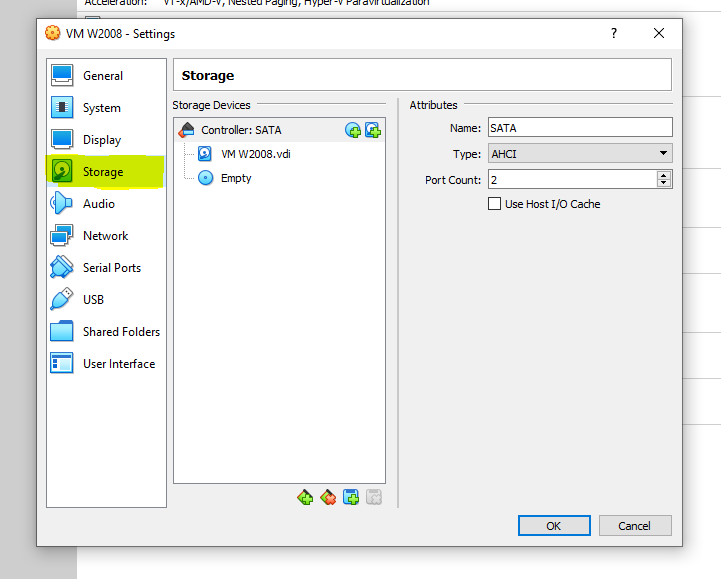 Acceleration: VT-x/AMD-V, Nested Paging, Hyper-V Paravirtualization
VM W2008 - Settings
?
General
System
Display
Storage
Audio
Network
Serial Ports
USB
Shared Folders
User Interface
Storage
Storage Devices
Controller: SATA
VM W2008.vdi
Empty
Attributes
Name: SATA
Type: AHCI
Port Count: 2
Use Host I/O Cache
OK
Cancel